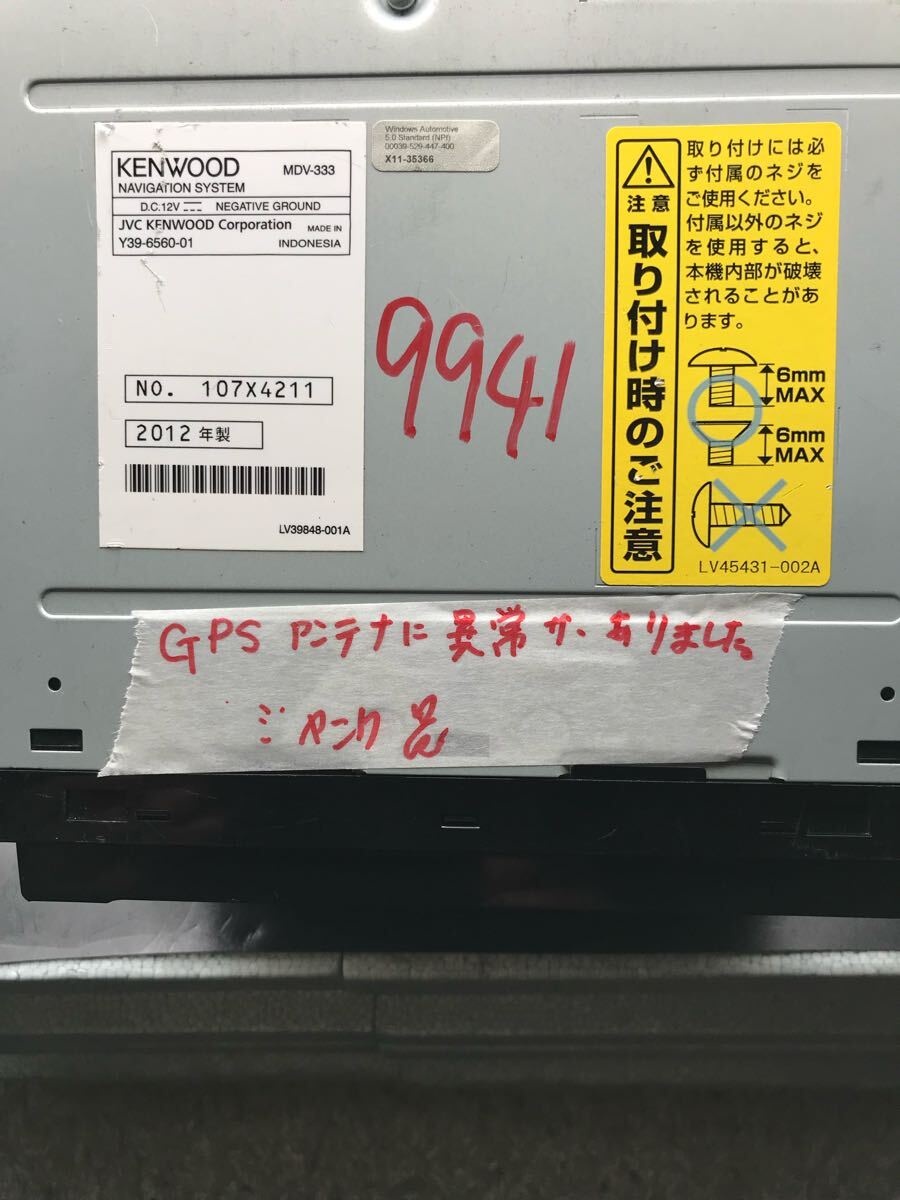 KENWOOD MDV-333
NAVIGATION SYSTEM
D.C.12V NEGATIVE GROUND
JVC KENWOOD Corporation MADE IN
Y39-6560-01 INDONESIA
NO. 107X4211
2012 年製
LV39848-001A
Windows Automotive
5.0 Standard (NPf)
00039-529-447-400
X11-35366
9941
注意
取り付け時のご注意
取り付けには必
ず付属のネジを
ご使用ください。
付属以外のネジ
を使用すると、
本機内部が破壊
されることがあ
ります。
6mm
MAX
6mm
MAX
LV45431-002A
GPS アンテナに異常が、ありました
ジャンク品